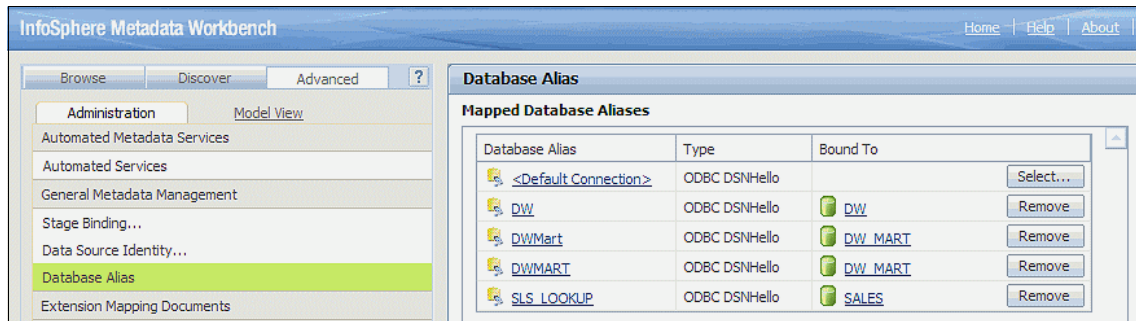 InfoSphere Metadata Workbench
Home Help About
Browse Discover Advanced ?
Administration Model View
Automated Metadata Services
Automated Services
General Metadata Management
Stage Binding...
Data Source Identity...
Database Alias
Extension Mapping Documents
Database Alias
Mapped Database Aliases
Database Alias Type Bound To
<Default Connection> ODBC DSNHello Select...
DW ODBC DSNHello DW Remove
DWMart ODBC DSNHello DW_MART Remove
DWMART ODBC DSNHello DW_MART Remove
SLS_LOOKUP ODBC DSNHello SALES Remove